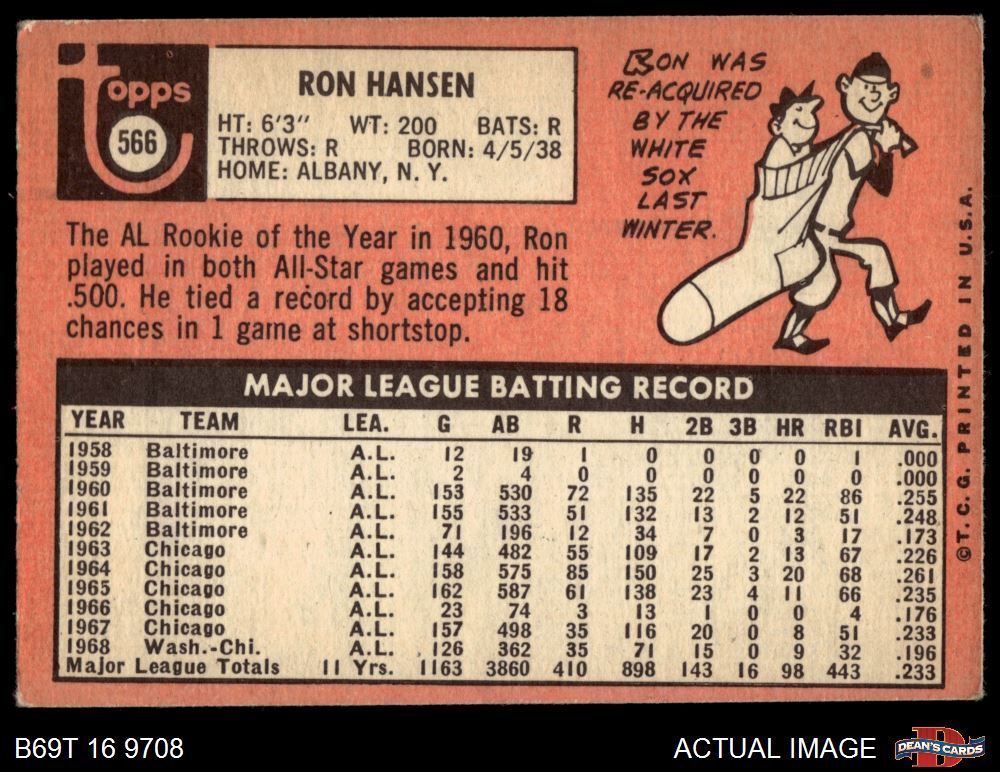 Topps
566
RON HANSEN
HT: 6'3" WT: 200 BATS: R
THROWS: R BORN: 4/5/38
HOME: ALBANY, N. Y.
RON WAS
RE-ACQUIRED
BY THE
WHITE
SOX
LAST
WINTER.
The AL Rookie of the Year in 1960, Ron
played in both All-Star games and hit
.500. He tied a record by accepting 18
chances in 1 game at shortstop.
MAJOR LEAGUE BATTING RECORD
YEAR TEAM LEA. G AB R H 2B 3B HR RBI AVG.
1958 Baltimore A.L. 12 19 1 0 0 0 0 1 .000
1959 Baltimore A.L. 2 4 0 0 0 0 0 0 .000
1960 Baltimore A.L. 153 530 72 135 22 5 22 86 .255
1961 Baltimore A.L. 155 533 51 132 13 2 12 51 .248
1962 Baltimore A.L. 71 196 12 34 7 0 3 17 .173
1963 Chicago A.L. 144 482 55 109 17 2 13 67 .226
1964 Chicago A.L. 158 575 85 150 25 3 20 68 .261
1965 Chicago A.L. 162 587 61 138 23 4 11 66 .235
1966 Chicago A.L. 23 74 3 13 1 0 0 4 .176
1967 Chicago A.L. 157 498 35 116 20 0 8 51 .233
1968 Wash.-Chi. A.L. 126 362 35 71 15 0 9 32 .196
Major League Totals 11 Yrs. 1163 3860 410 898 143 16 98 443 .233
©T. C. G. PRINTED IN U.S.A.
B69T 16 9708
ACTUAL IMAGE
D
DEAN'S CARDS